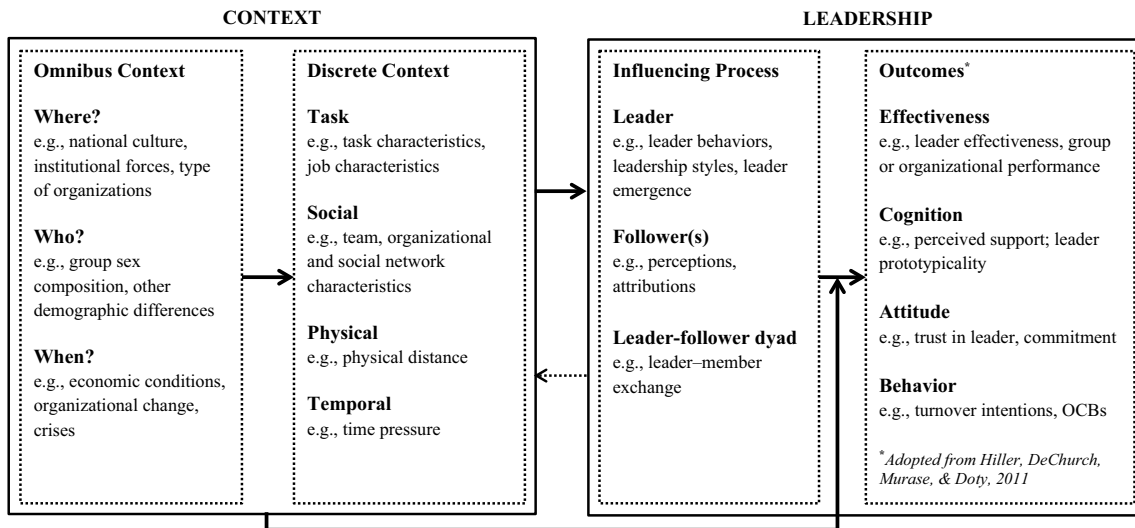 CONTEXT
Omnibus Context
Where?
e.g., national culture,
institutional forces, type
of organizations
Who?
e.g., group sex
composition, other
demographic differences
When?
e.g., economic conditions,
organizational change,
crises
Discrete Context
Task
e.g., task characteristics,
job characteristics
Social
e.g., team, organizational
and social network
characteristics
Physical
e.g., physical distance
Temporal
e.g., time pressure
LEADERSHIP
Influencing Process
Leader
e.g., leader behaviors,
leadership styles, leader
emergence
Follower(s)
e.g., perceptions,
attributions
Leader-follower dyad
e.g., leader–member
exchange
Outcomes*
Effectiveness
e.g., leader effectiveness, group
or organizational performance
Cognition
e.g., perceived support; leader
prototypicality
Attitude
e.g., trust in leader, commitment
Behavior
e.g., turnover intentions, OCBs
*Adopted from Hiller, DeChurch,
Murase, & Doty, 2011